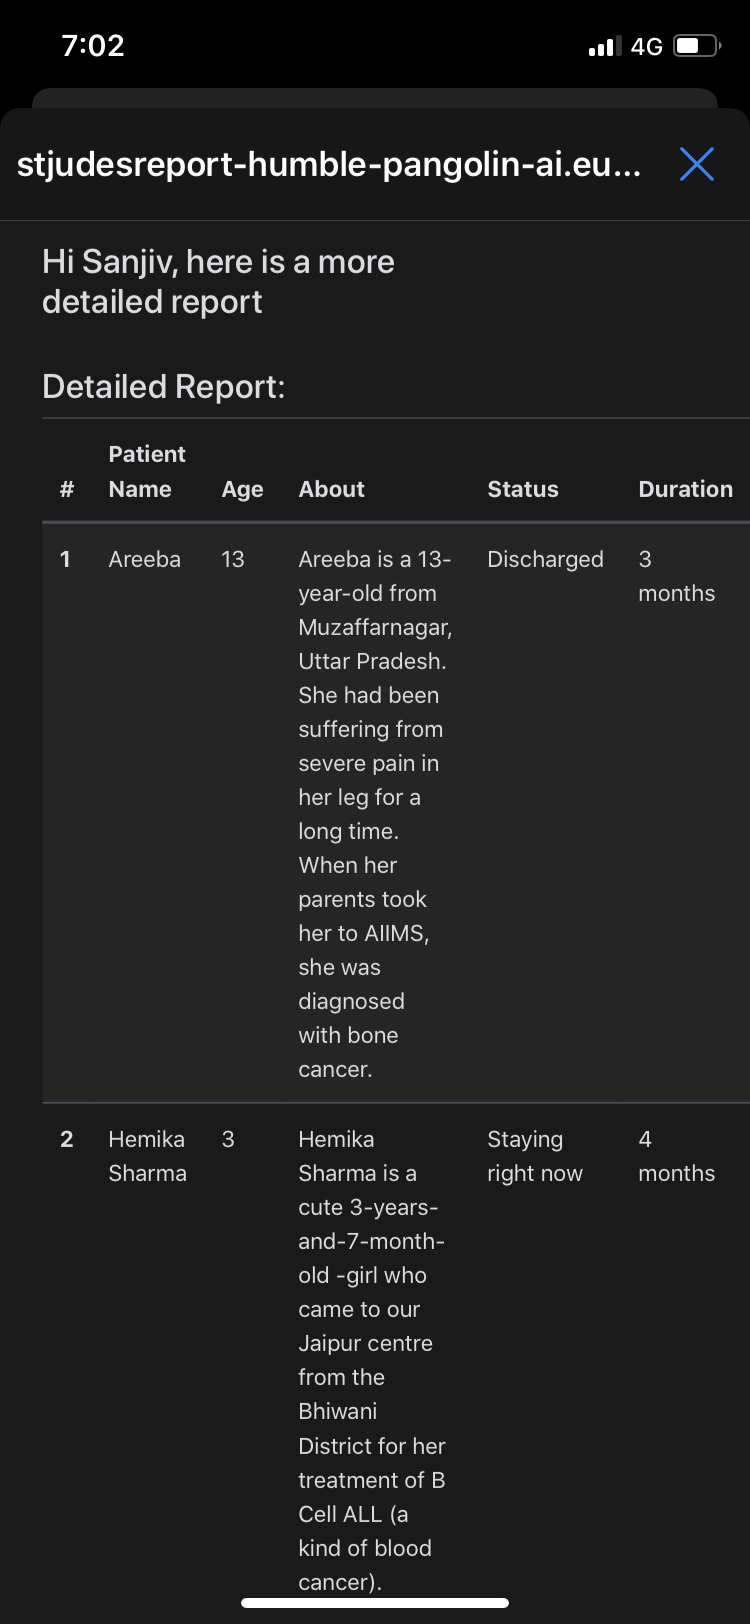 7:02
4G
stjudesreport-humble-pangolin-ai.eu...
Hi Sanjiv, here is a more
detailed report
Detailed Report:
# Patient Name Age About Status Duration
1 Areeba 13 Areeba is a 13- Discharged 3
year-old from months
Muzaffarnagar,
Uttar Pradesh.
She had been
suffering from
severe pain in
her leg for a
long time.
When her
parents took
her to AIIMS,
she was
diagnosed
with bone
cancer.
2 Hemika 3 Hemika Staying 4
Sharma Sharma is a right now months
cute 3-years-
and-7-month-
old -girl who
came to our
Jaipur centre
from the
Bhiwani
District for her
treatment of B
Cell ALL (a
kind of blood
cancer).